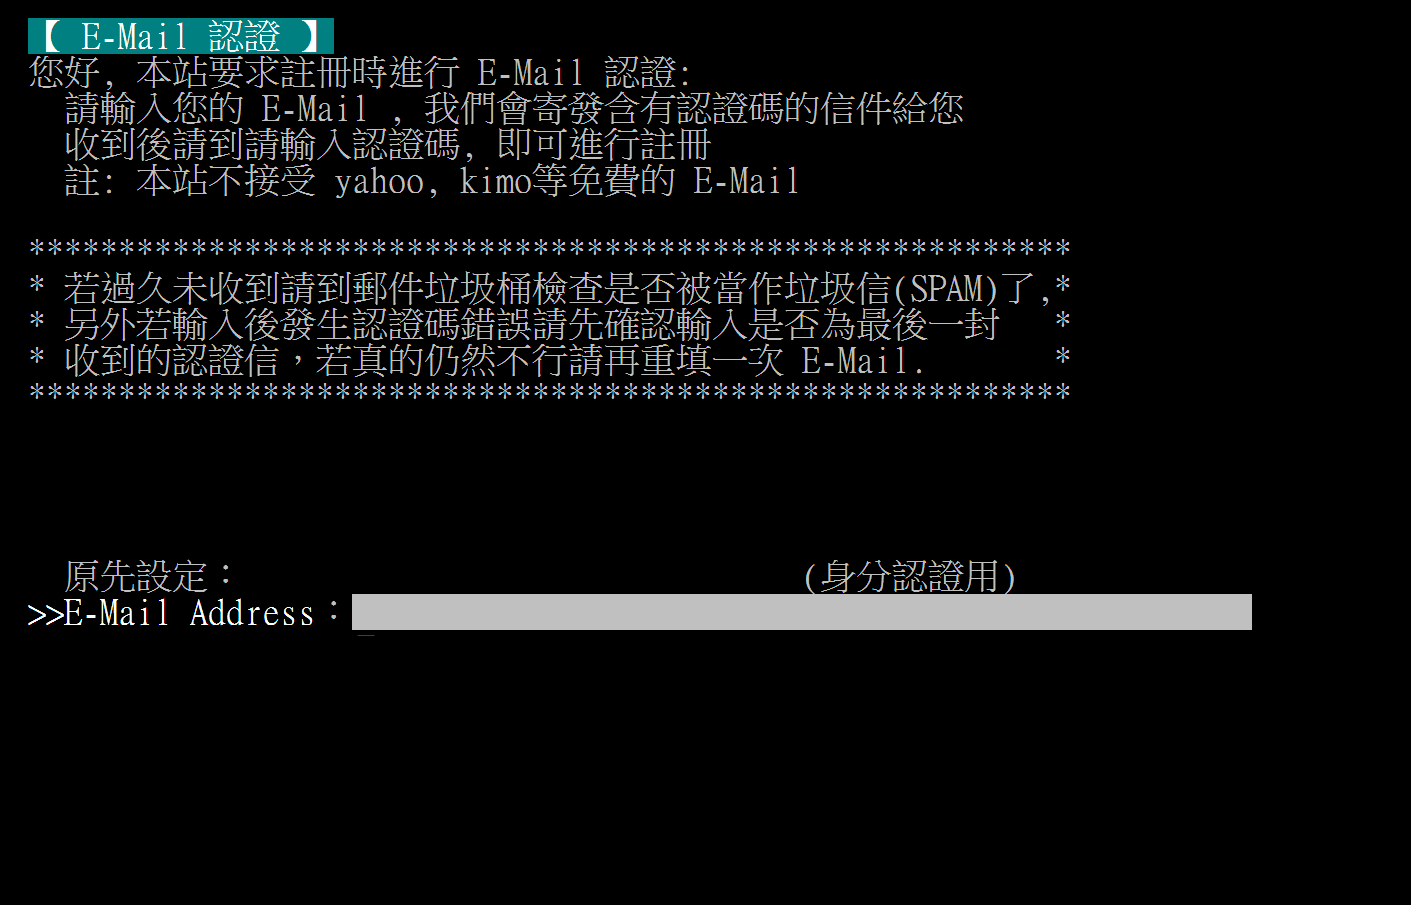 【 E-Mail 認證 】
您好, 本站要求註冊時進行 E-Mail 認證:
請輸入您的 E-Mail , 我們會寄發含有認證碼的信件給您
收到後請到請輸入認證碼, 即可進行註冊
註: 本站不接受 yahoo, kimo等免費的 E-Mail
**********************************************************
* 若過久未收到請到郵件垃圾桶檢查是否被當作垃圾信(SPAM)了,*
* 另外若輸入後發生認證碼錯誤請先確認輸入是否為最後一封 *
* 收到的認證信，若真的仍然不行請再重填一次 E-Mail. *
**********************************************************
原先設定： (身分認證用)
>>E-Mail Address：